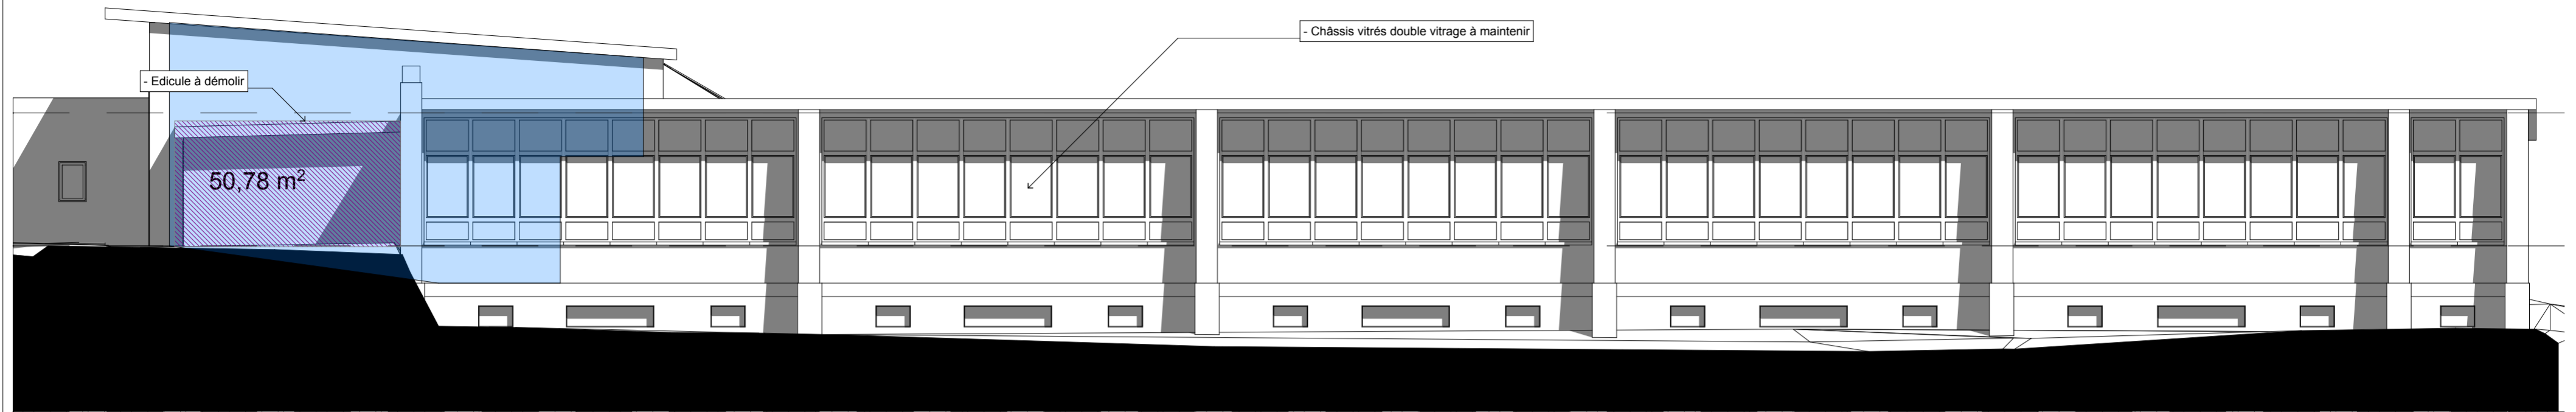 - Châssis vitrés double vitrage à maintenir
- Edicule à démolir
50,78 m²